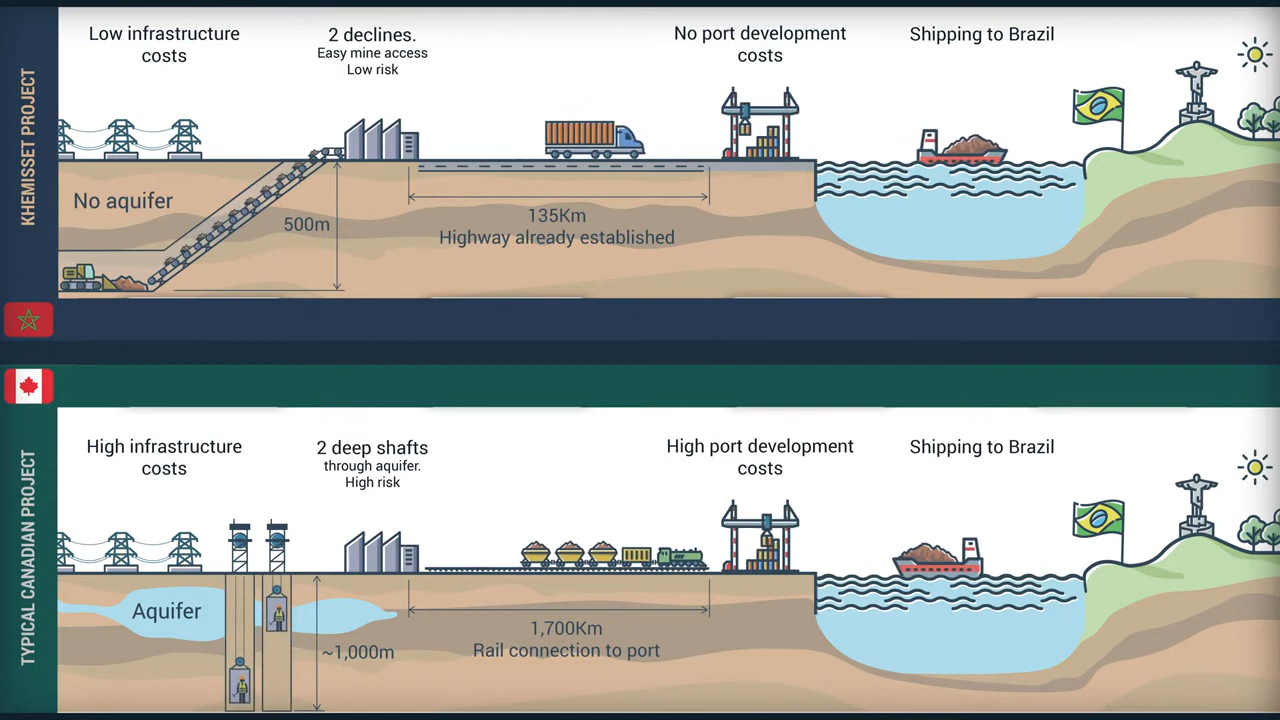 KHEMISSET PROJECT
Low infrastructure
costs
2 declines.
Easy mine access
Low risk
No port development
costs
Shipping to Brazil
No aquifer
500m
135Km
Highway already established
TYPICAL CANADIAN PROJECT
High infrastructure
costs
2 deep shafts
through aquifer.
High risk
High port development
costs
Shipping to Brazil
Aquifer
~1,000m
1,700Km
Rail connection to port